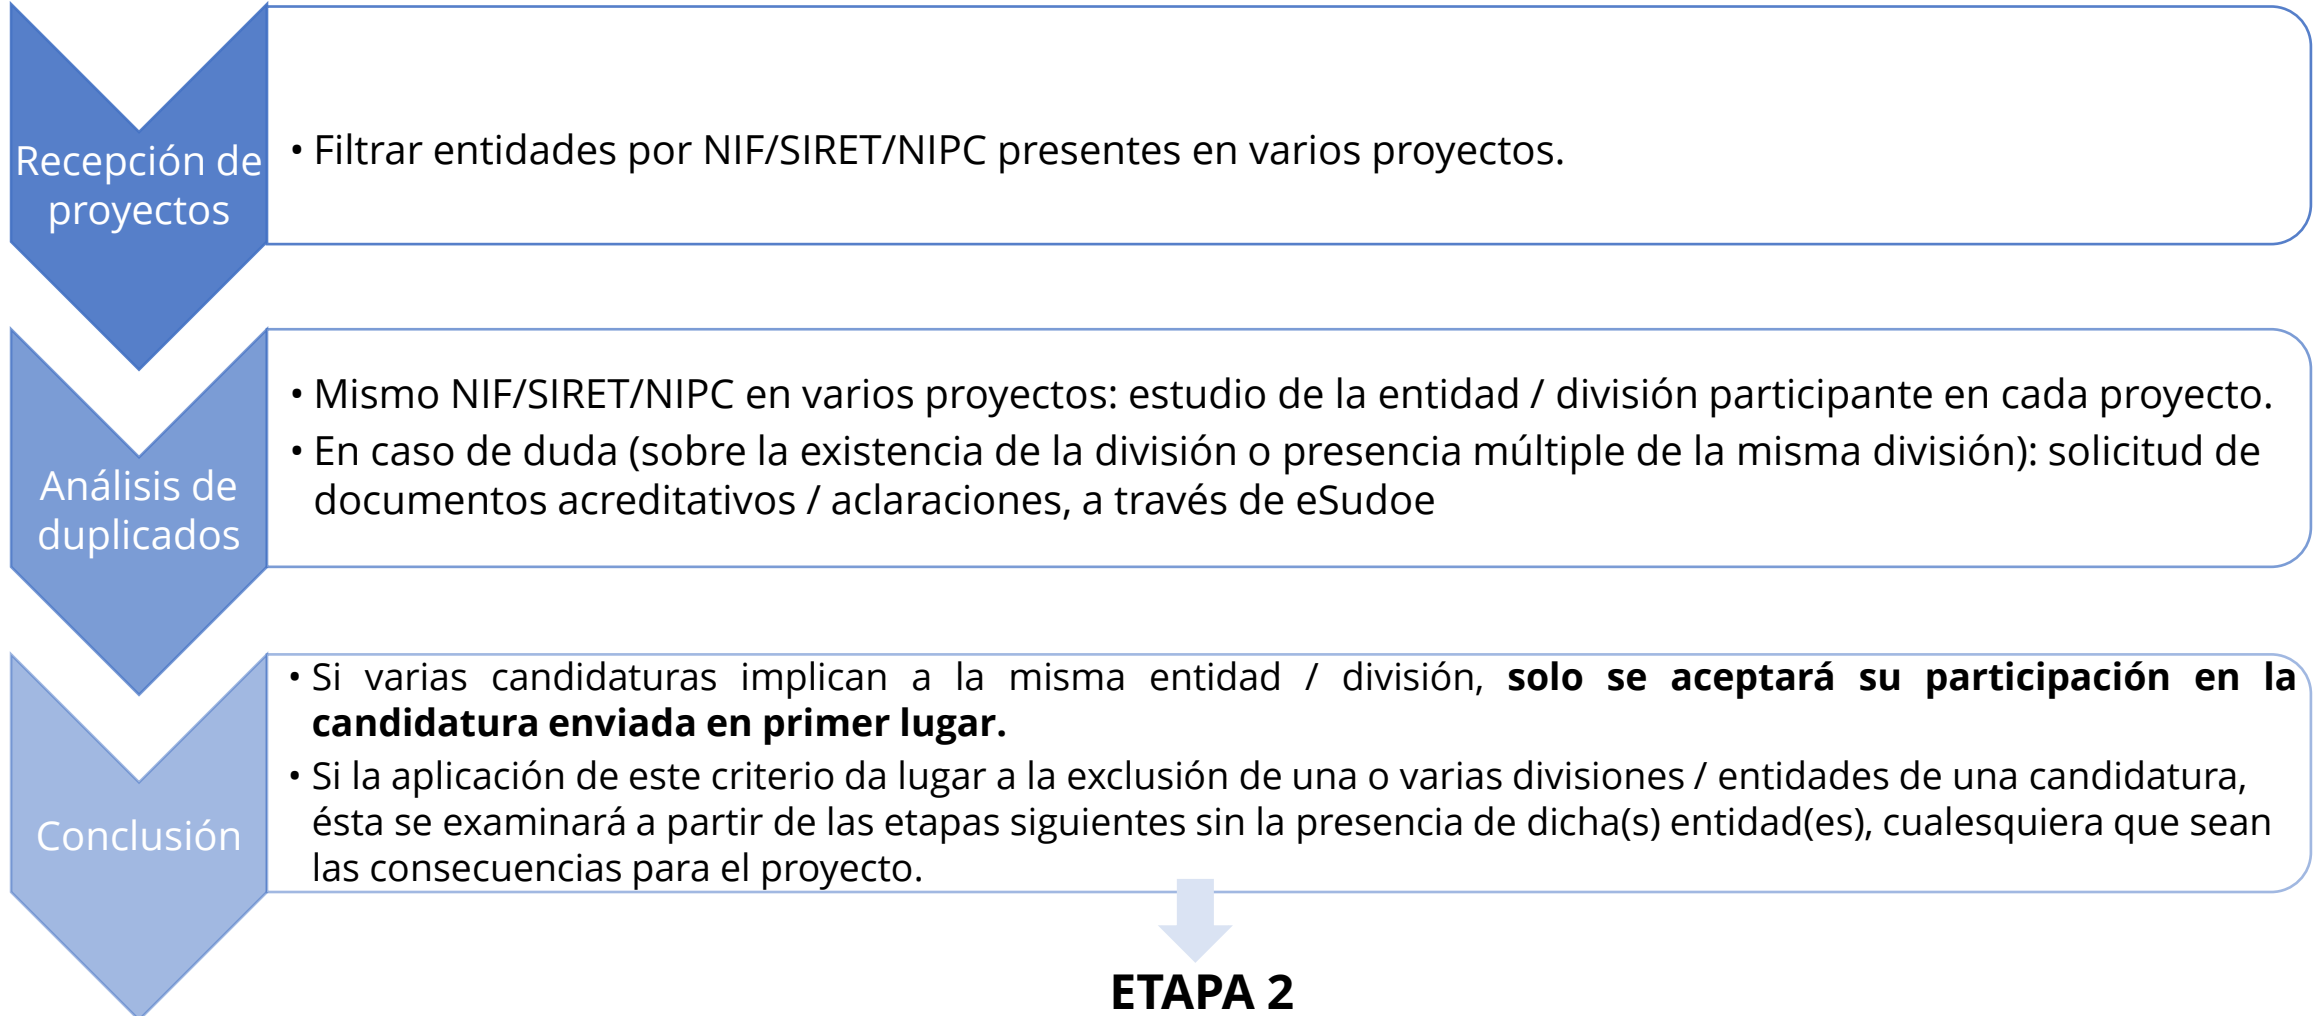 Recepción de
proyectos
• Filtrar entidades por NIF/SIRET/NIPC presentes en varios proyectos.
Análisis de
duplicados
• Mismo NIF/SIRET/NIPC en varios proyectos: estudio de la entidad / división participante en cada proyecto.
• En caso de duda (sobre la existencia de la división o presencia múltiple de la misma división): solicitud de
documentos acreditativos / aclaraciones, a través de eSudoe
Conclusión
• Si varias candidaturas implican a la misma entidad / división, solo se aceptará su participación en la
candidatura enviada en primer lugar.
• Si la aplicación de este criterio da lugar a la exclusión de una o varias divisiones / entidades de una candidatura,
ésta se examinará a partir de las etapas siguientes sin la presencia de dicha(s) entidad(es), cualesquiera que sean
las consecuencias para el proyecto.
ETAPA 2